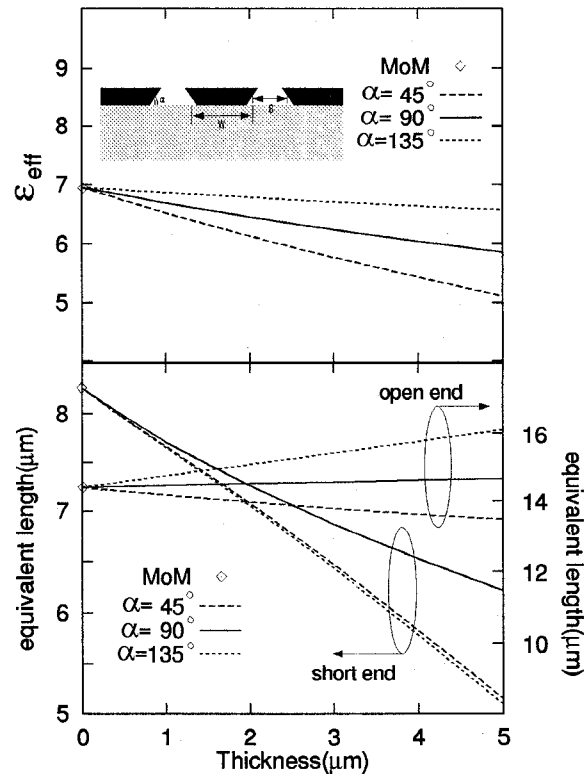 9
8
7
6
5
ε eff
MoM
α= 45°
α= 90°
α=135°
α
W
s
8
7
6
5
equivalent length(μm)
open end
16
14
12
10
equivalent length(μm)
MoM
α= 45°
α= 90°
α=135°
short end
0 1 2 3 4 5
Thickness(μm)